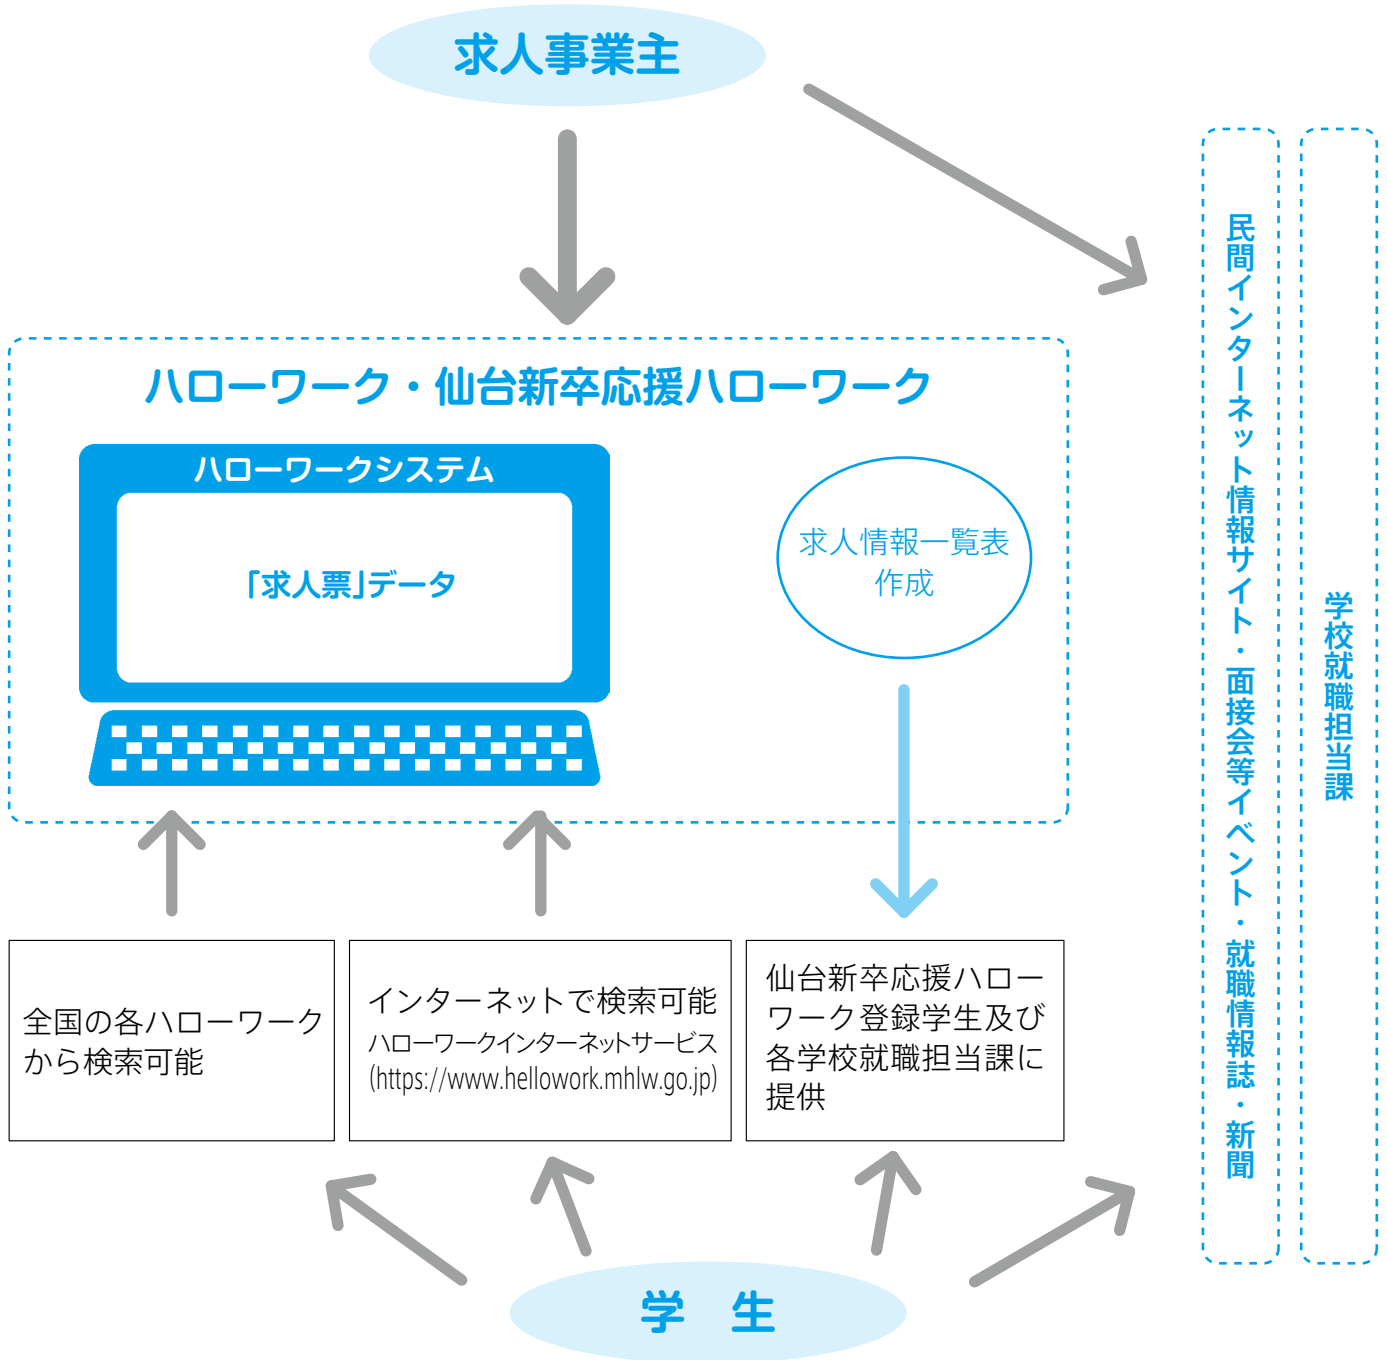 求人事業主
ハローワーク・仙台新卒応援ハローワーク
ハローワークシステム
「求人票」データ
求人情報一覧表
作成
全国の各ハローワーク
から検索可能
インターネットで検索可能
ハローワークインターネットサービス
(https://www.hellowork.mhlw.go.jp)
仙台新卒応援ハロー
ワーク登録学生及び
各学校就職担当課に
提供
民間インターネット情報サイト・面接会等イベント・就職情報誌・新聞
学校就職担当課
学　生